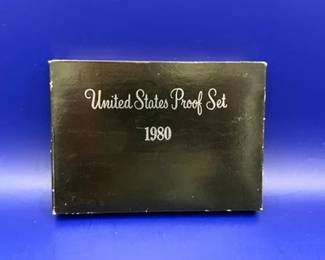 United States Proof Set
1980